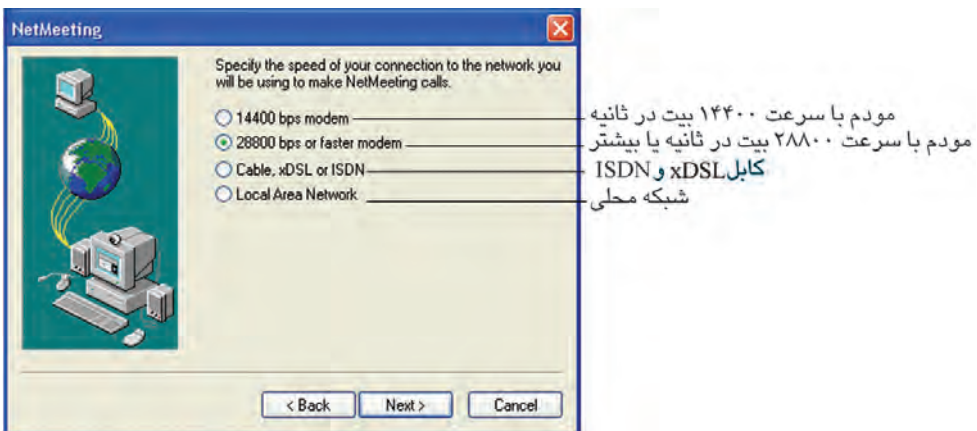 NetMeeting
Specify the speed of your connection to the network you
will be using to make NetMeeting calls.
14400 bps modem
مودم با سرعت ۱۴۴۰۰ بیت در ثانیه
28800 bps or faster modem
مودم با سرعت ۲۸۸۰۰ بیت در ثانیه یا بیشتر
Cable, xDSL or ISDN
کابل xDSL و ISDN
Local Area Network
شبکه محلی
< Back
Next >
Cancel